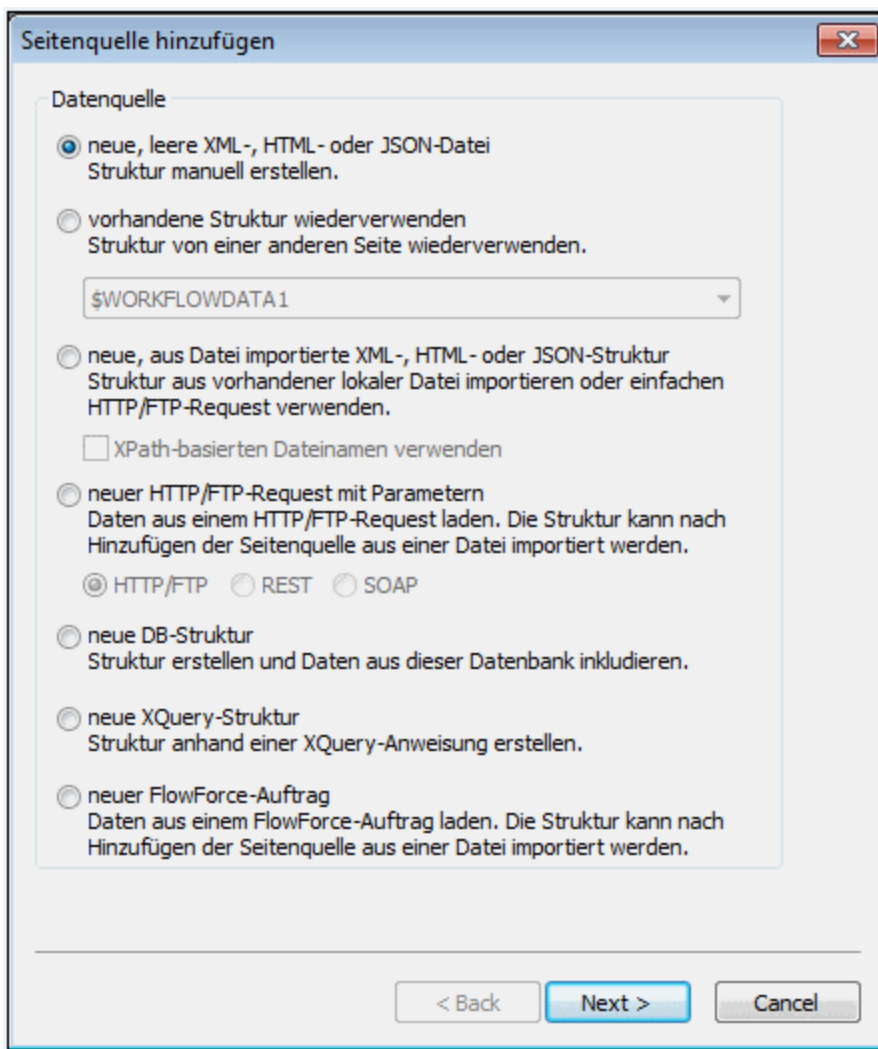 Seitenquelle hinzufügen
Datenquelle
neue, leere XML-, HTML- oder JSON-Datei
Struktur manuell erstellen.
vorhandene Struktur wiederverwenden
Struktur von einer anderen Seite wiederverwenden.
$WORKFLOWDATA1
neue, aus Datei importierte XML-, HTML- oder JSON-Struktur
Struktur aus vorhandener lokaler Datei importieren oder einfachen
HTTP/FTP-Request verwenden.
XPath-basierten Dateinamen verwenden
neuer HTTP/FTP-Request mit Parametern
Daten aus einem HTTP/FTP-Request laden. Die Struktur kann nach
Hinzufügen der Seitenquelle aus einer Datei importiert werden.
HTTP/FTP REST SOAP
neue DB-Struktur
Struktur erstellen und Daten aus dieser Datenbank inkludieren.
neue XQuery-Struktur
Struktur anhand einer XQuery-Anweisung erstellen.
neuer FlowForce-Auftrag
Daten aus einem FlowForce-Auftrag laden. Die Struktur kann nach
Hinzufügen der Seitenquelle aus einer Datei importiert werden.
< Back Next > Cancel